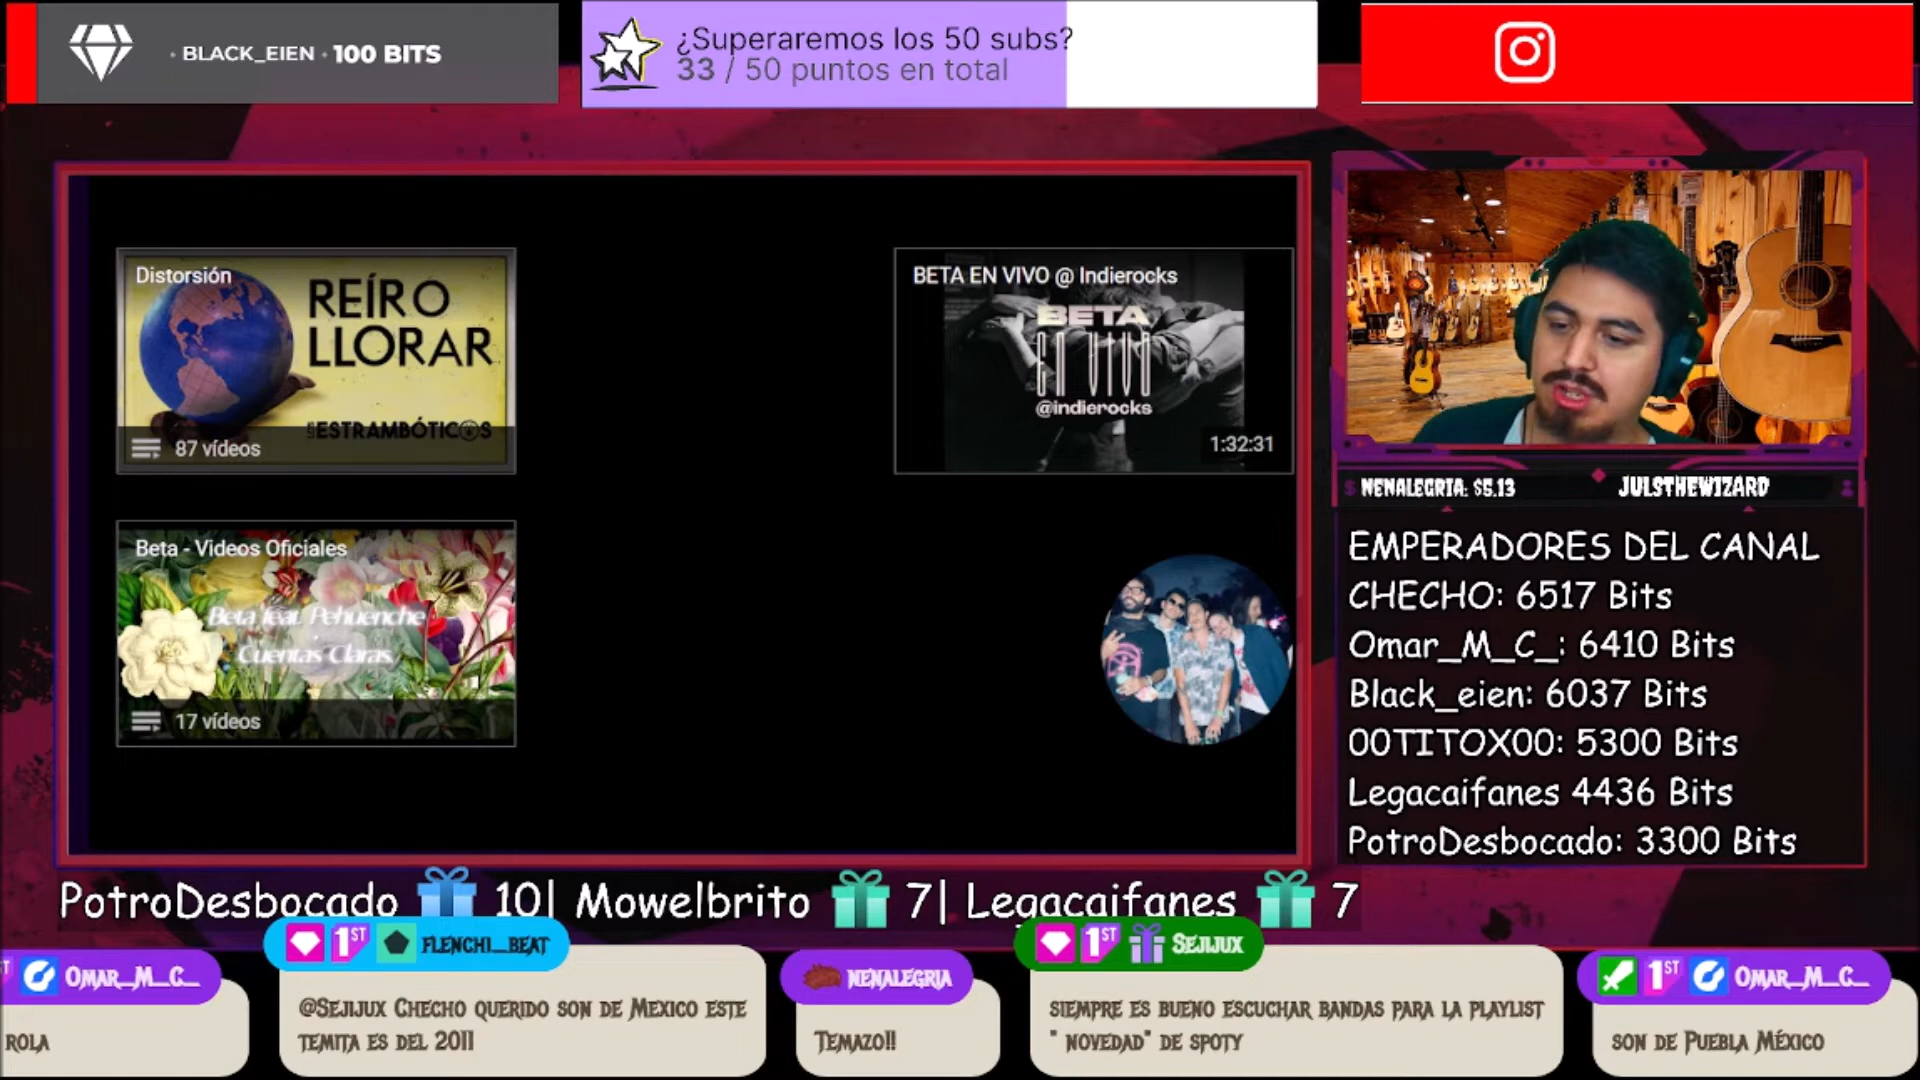 · BLACK_EIEN · 100 BITS
¿Superaremos los 50 subs?
33 / 50 puntos en total
Distorsión
REÍR O
LLORAR
ESTRAMBÓTICOS
87 vídeos
BETA EN VIVO @ Indierocks
BETA
EN VIVO
@indierocks
1:32:31
Beta - Videos Oficiales
Beta feat. Pehuenche
Cuentas Claras.
17 vídeos
NENALEGRIA: $5.13
JULSTHEWIZARD
EMPERADORES DEL CANAL
CHECHO: 6517 Bits
Omar_M_C_: 6410 Bits
Black_eien: 6037 Bits
00TITOX00: 5300 Bits
Legacaifanes 4436 Bits
PotroDesbocado: 3300 Bits
PotroDesbocado 10| Mowelbrito 7| Legacaifanes 7
Omar_M_C_
ROLA
1ST FLENCHI_BEAT
@Sejijux Checho querido son de Mexico este
temita es del 2011
NENALEGRIA
Temazo!!
1ST Sejijux
siempre es bueno escuchar bandas para la playlist
" novedad" de spoty
1ST Omar_M_C_
son de Puebla México